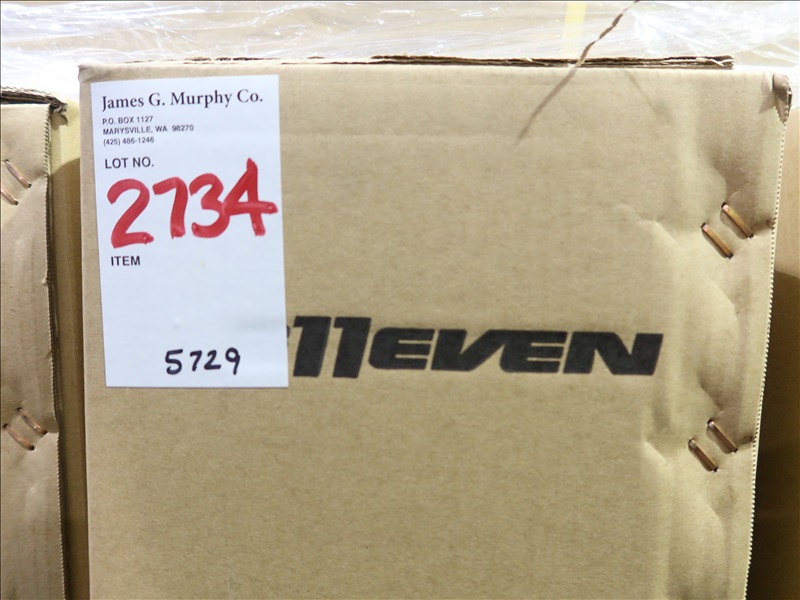 James G. Murphy Co.
P.O. BOX 1127
MARYSVILLE, WA 98270
(425) 486-1246
LOT NO.
2734
ITEM
5729
11EVEN